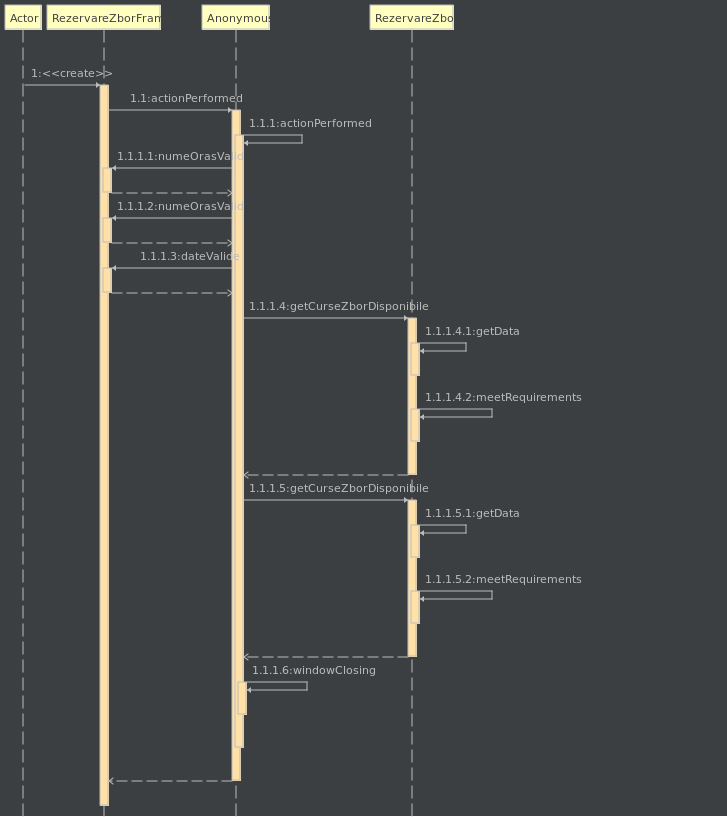 Actor
RezervareZborFram
Anonymous
RezervareZbo
1:<<create>>
1.1:actionPerformed
1.1.1:actionPerformed
1.1.1.1:numeOrasValid
1.1.1.2:numeOrasValid
1.1.1.3:dateValide
1.1.1.4:getCurseZborDisponibile
1.1.1.4.1:getData
1.1.1.4.2:meetRequirements
1.1.1.5:getCurseZborDisponibile
1.1.1.5.1:getData
1.1.1.5.2:meetRequirements
1.1.1.6:windowClosing